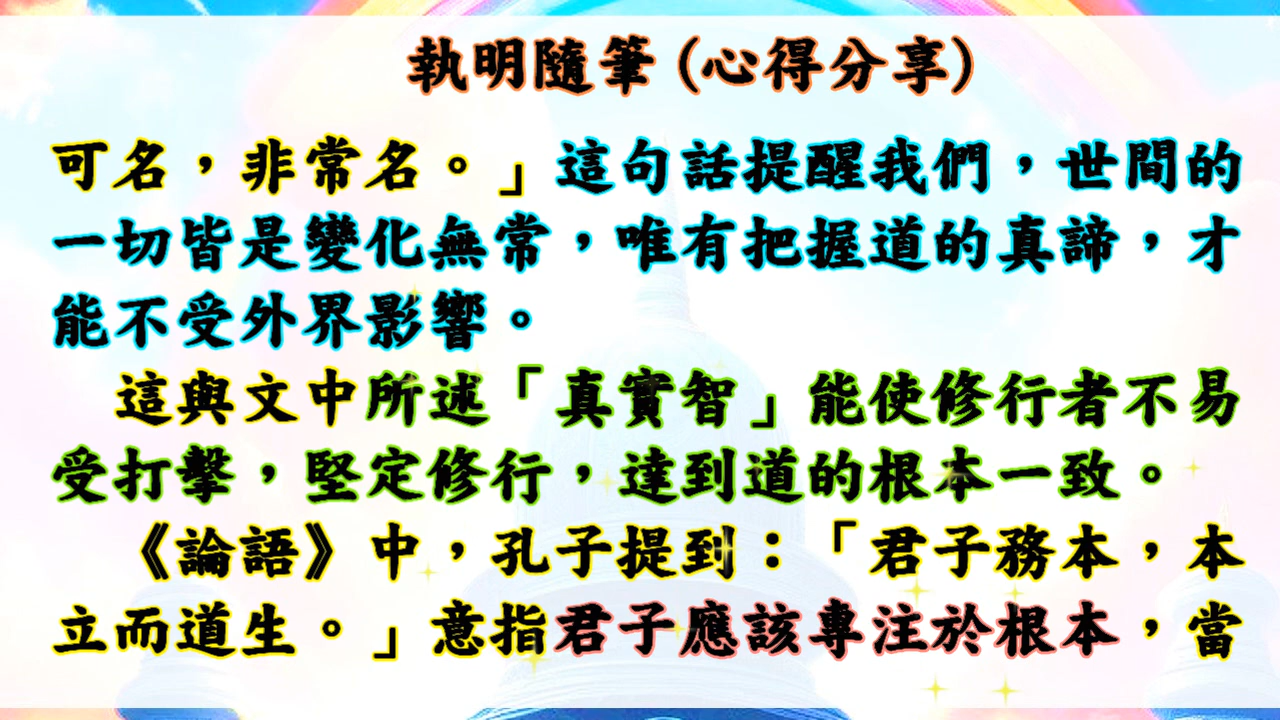 執明隨筆(心得分享)
可名，非常名。」這句話提醒我們，世間的
一切皆是變化無常，唯有把握道的真諦，才
能不受外界影響。
這與文中所述「真實智」能使修行者不易
受打擊，堅定修行，達到道的根本一致。
《論語》中，孔子提到：「君子務本，本
立而道生。」意指君子應該專注於根本，當